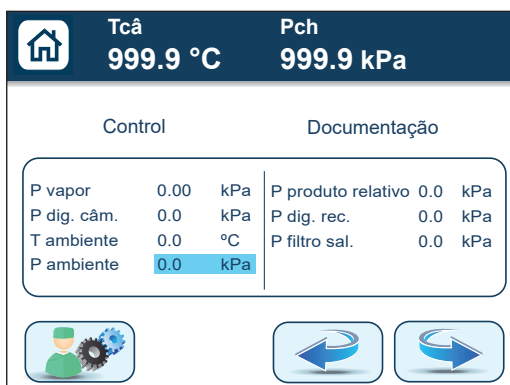 Tcâ Pch
999.9 °C 999.9 kPa
Control Documentação
P vapor 0.00 kPa P produto relativo 0.0 kPa
P dig. câm. 0.0 kPa P dig. rec. 0.0 kPa
T ambiente 0.0 ºC P filtro sal. 0.0 kPa
P ambiente 0.0 kPa